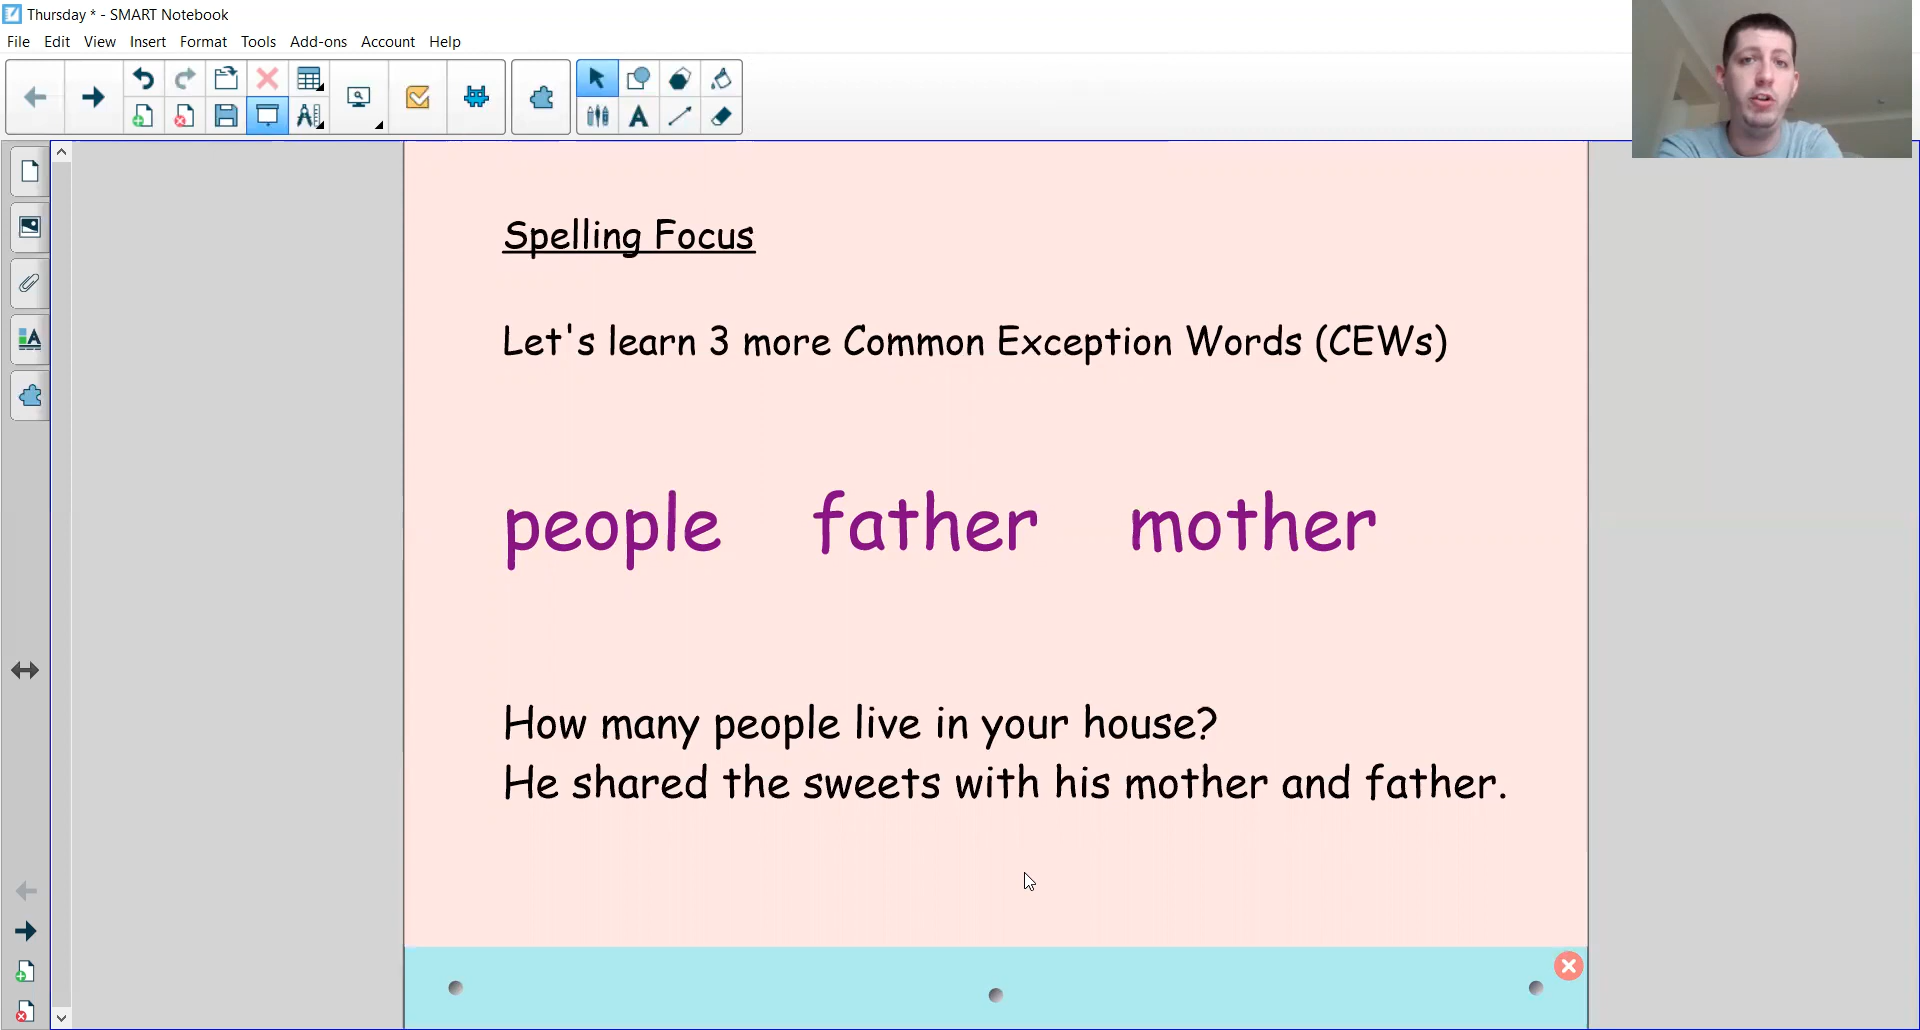 Thursday * - SMART Notebook
File Edit View Insert Format Tools Add-ons Account Help
Spelling Focus
Let's learn 3 more Common Exception Words (CEWs)
people father mother
How many people live in your house?
He shared the sweets with his mother and father.